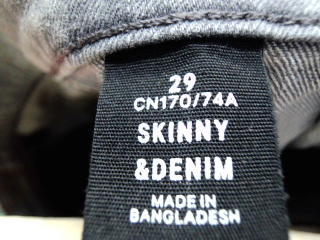 29
CN170/74A
SKINNY
&DENIM
MADE IN
BANGLADESH